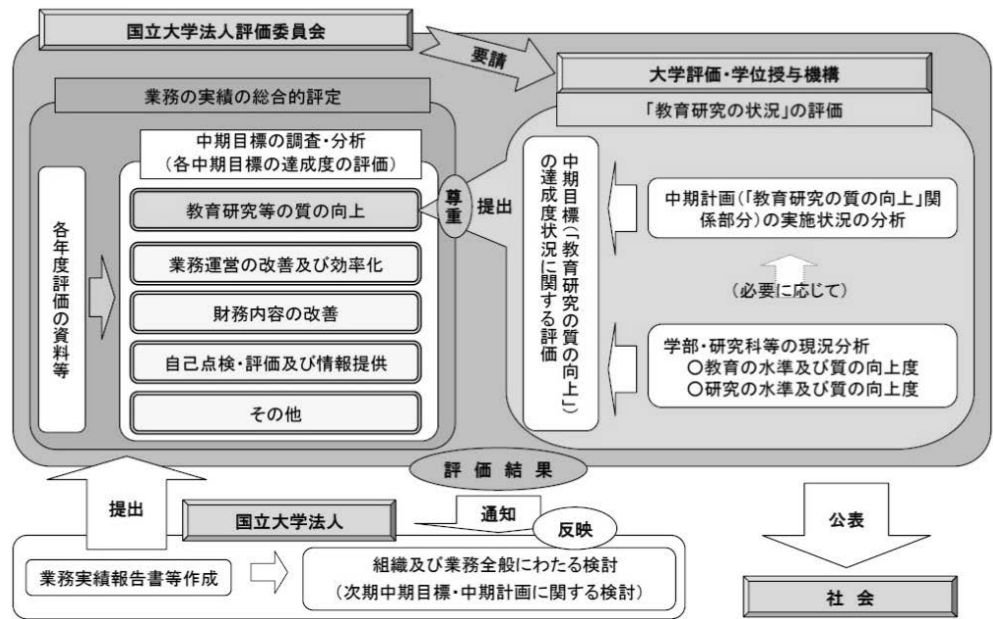 国立大学法人評価委員会
要請
大学評価・学位授与機構
業務の実績の総合的評定
「教育研究の状況」の評価
中期目標の調査・分析
(各中期目標の達成度の評価)
各年度評価の資料等
教育研究等の質の向上
業務運営の改善及び効率化
財務内容の改善
自己点検・評価及び情報提供
その他
尊重
提出
中期目標(「教育研究の質の向上」)
の達成度状況に関する評価
中期計画(「教育研究の質の向上」関
係部分)の実施状況の分析
(必要に応じて)
学部・研究科等の現況分析
〇教育の水準及び質の向上度
〇研究の水準及び質の向上度
評価結果
提出
国立大学法人
通知
反映
公表
業務実績報告書等作成
組織及び業務全般にわたる検討
(次期中期目標・中期計画に関する検討)
社会